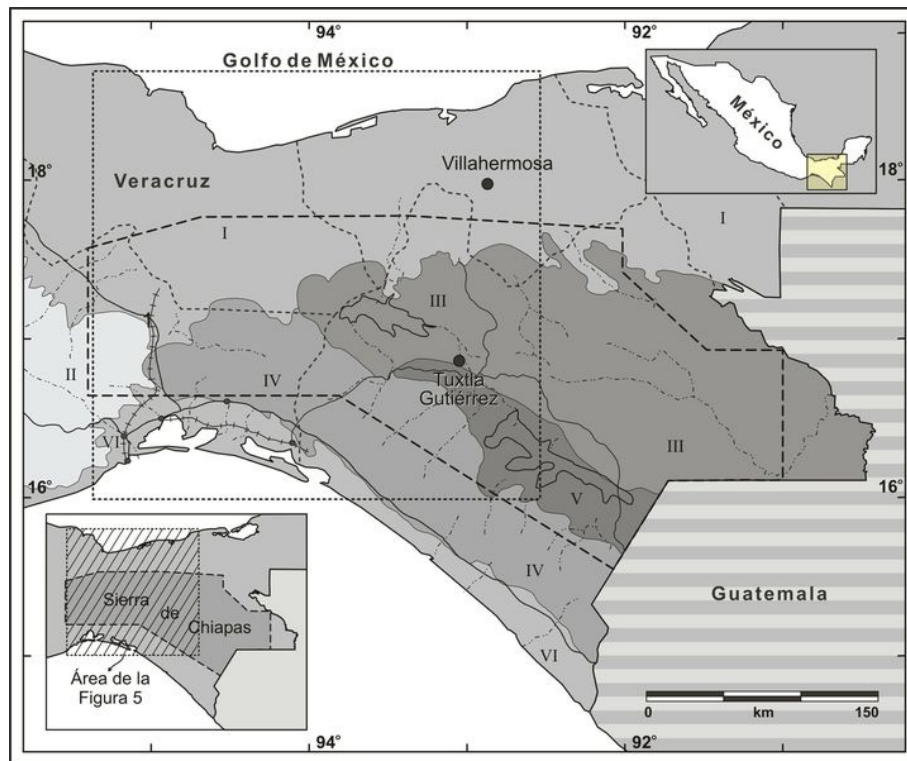 94°
92°
Golfo de México
México
Villahermosa
18°
18°
Veracruz
I
I
III
II
IV
Tuxtla
Gutiérrez
VI
III
16°
V
16°
IV
Guatemala
Sierra
de
Chiapas
VI
Área de la
Figura 5
0
km
150
94°
92°